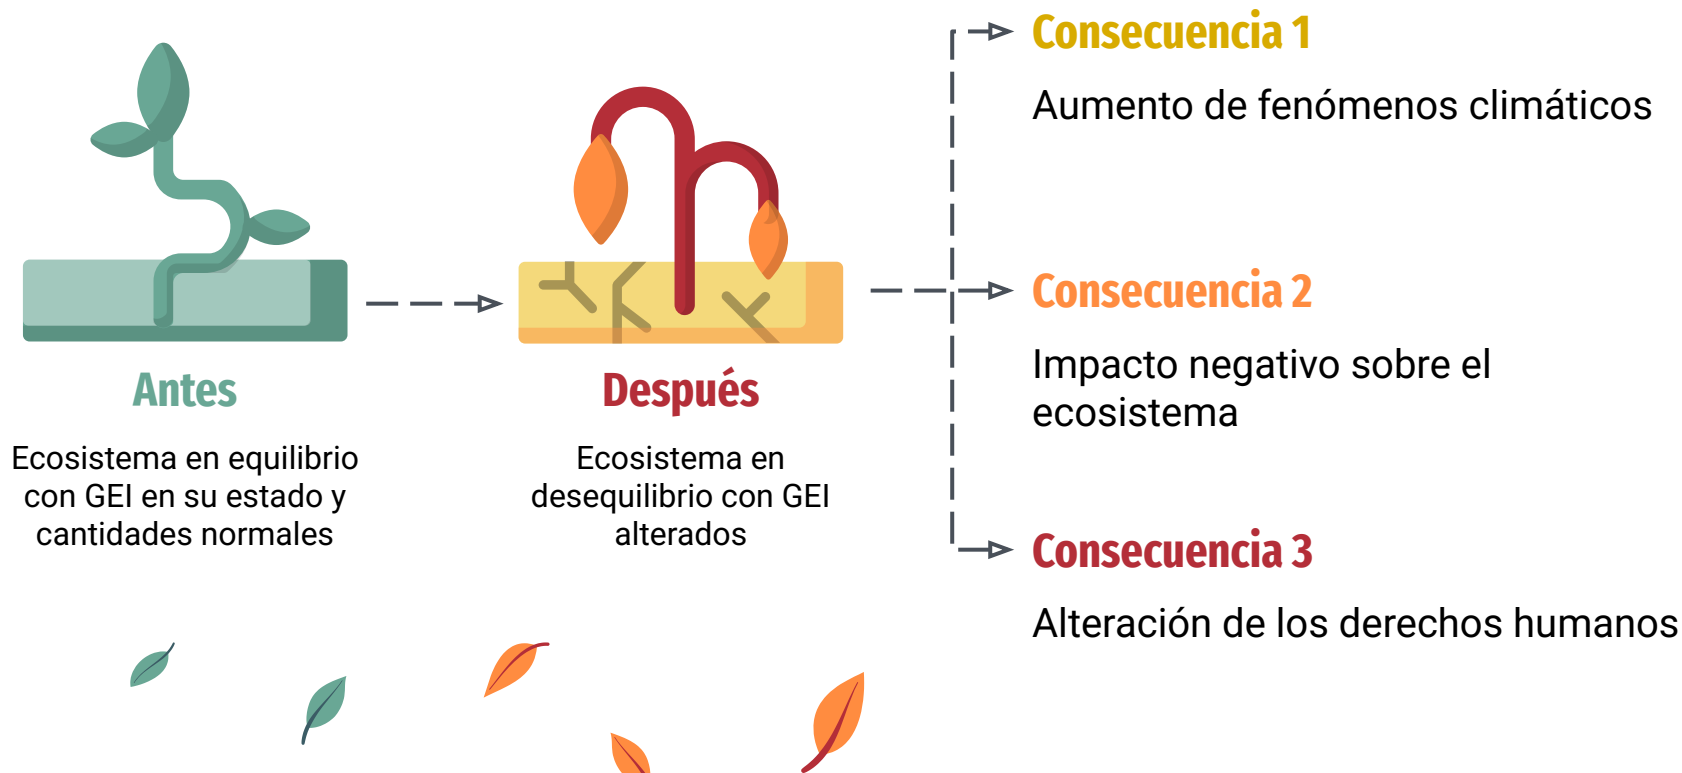 Antes
Ecosistema en equilibrio
con GEI en su estado y
cantidades normales
Después
Ecosistema en
desequilibrio con GEI
alterados
Consecuencia 1
Aumento de fenómenos climáticos
Consecuencia 2
Impacto negativo sobre el
ecosistema
Consecuencia 3
Alteración de los derechos humanos